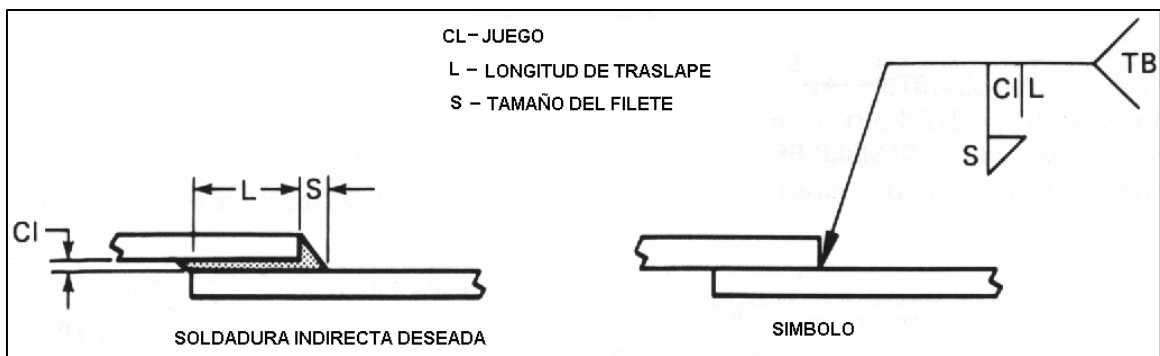 CL- JUEGO
L - LONGITUD DE TRASLAPE
S - TAMAÑO DEL FILETE
TB
Cl L
S
L S
Cl
SOLDADURA INDIRECTA DESEADA
SIMBOLO